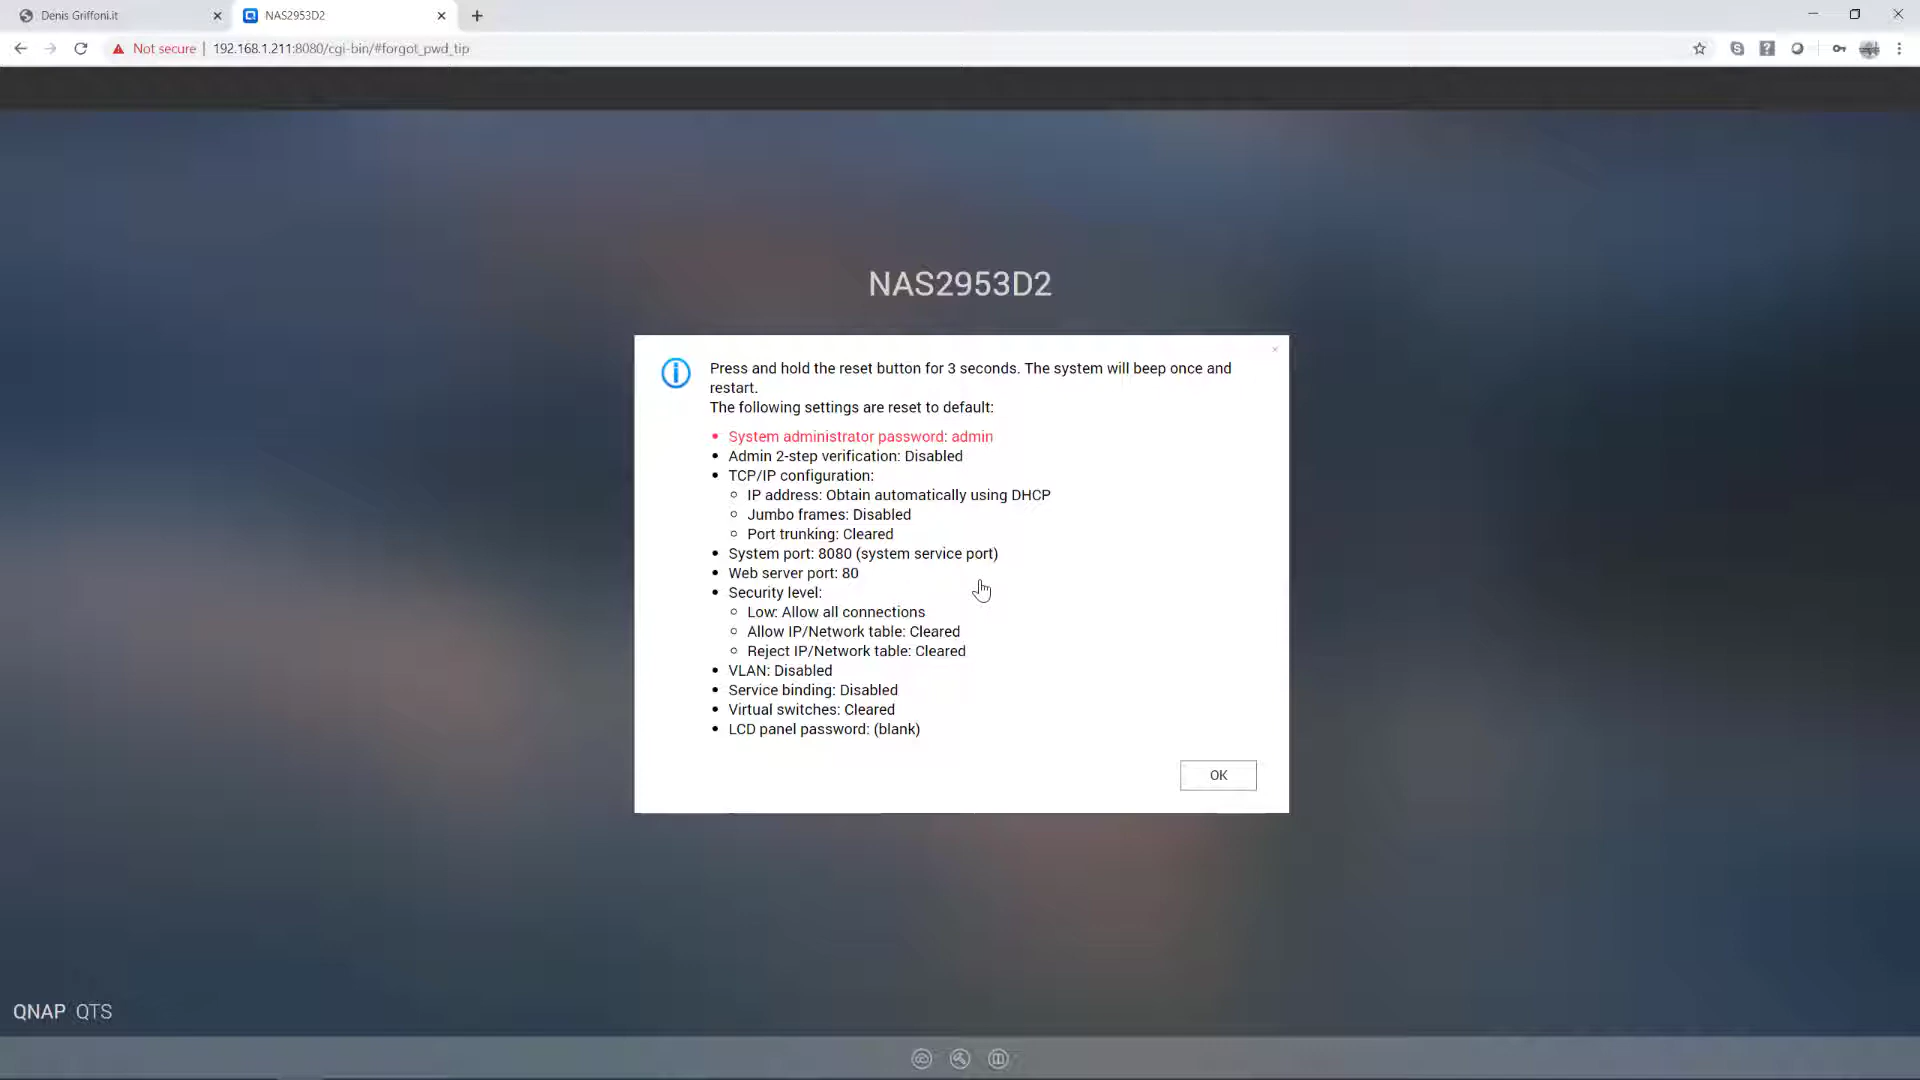 Denis Griffoni.it
NAS2953D2
Not secure
192.168.1.211:8080/cgi-bin/#forgot_pwd_tip
NAS2953D2
Press and hold the reset button for 3 seconds. The system will beep once and
restart.
The following settings are reset to default:
System administrator password: admin
Admin 2-step verification: Disabled
TCP/IP configuration:
IP address: Obtain automatically using DHCP
Jumbo frames: Disabled
Port trunking: Cleared
System port: 8080 (system service port)
Web server port: 80
Security level:
Low: Allow all connections
Allow IP/Network table: Cleared
Reject IP/Network table: Cleared
VLAN: Disabled
Service binding: Disabled
Virtual switches: Cleared
LCD panel password: (blank)
OK
QNAP QTS